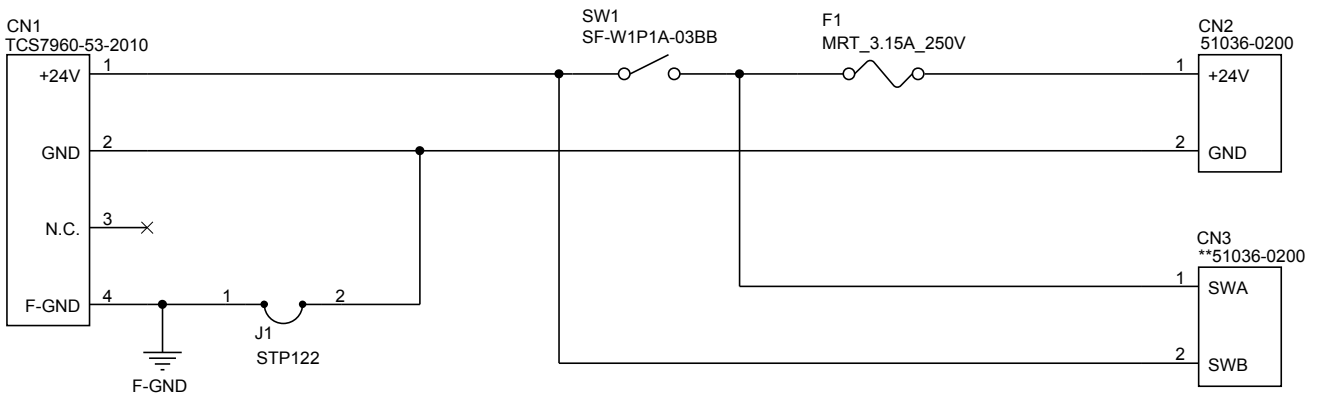 CN1
TCS7960-53-2010
+24V
1
GND
2
N.C.
3
F-GND
4
F-GND
1
2
J1
STP122
SW1
SF-W1P1A-03BB
F1
MRT_3.15A_250V
CN2
51036-0200
1
+24V
2
GND
CN3
**51036-0200
1
SWA
2
SWB